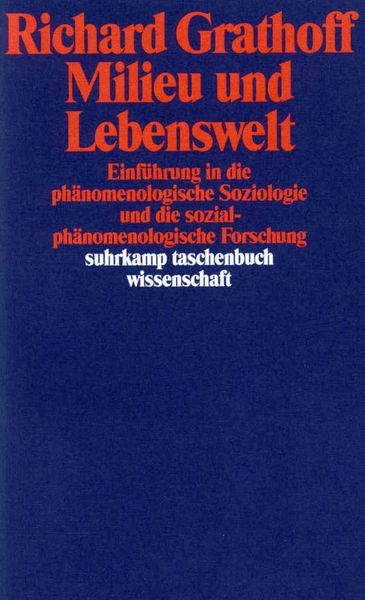 Richard Grathoff
Milieu und
Lebenswelt
Einführung in die
phänomenologische Soziologie
und die sozial-
phänomenologische Forschung
suhrkamp taschenbuch
wissenschaft